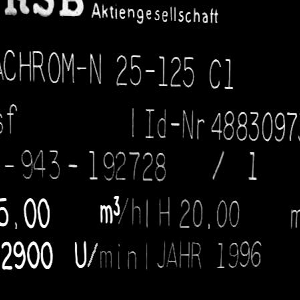 KSB Aktiengesellschaft
ACHROM-N 25-125 C1
sf | Id-Nr 4883097
-943-192728 / 1
5.00 m³/h| H 20.00 m
2900 U/min| JAHR 1996